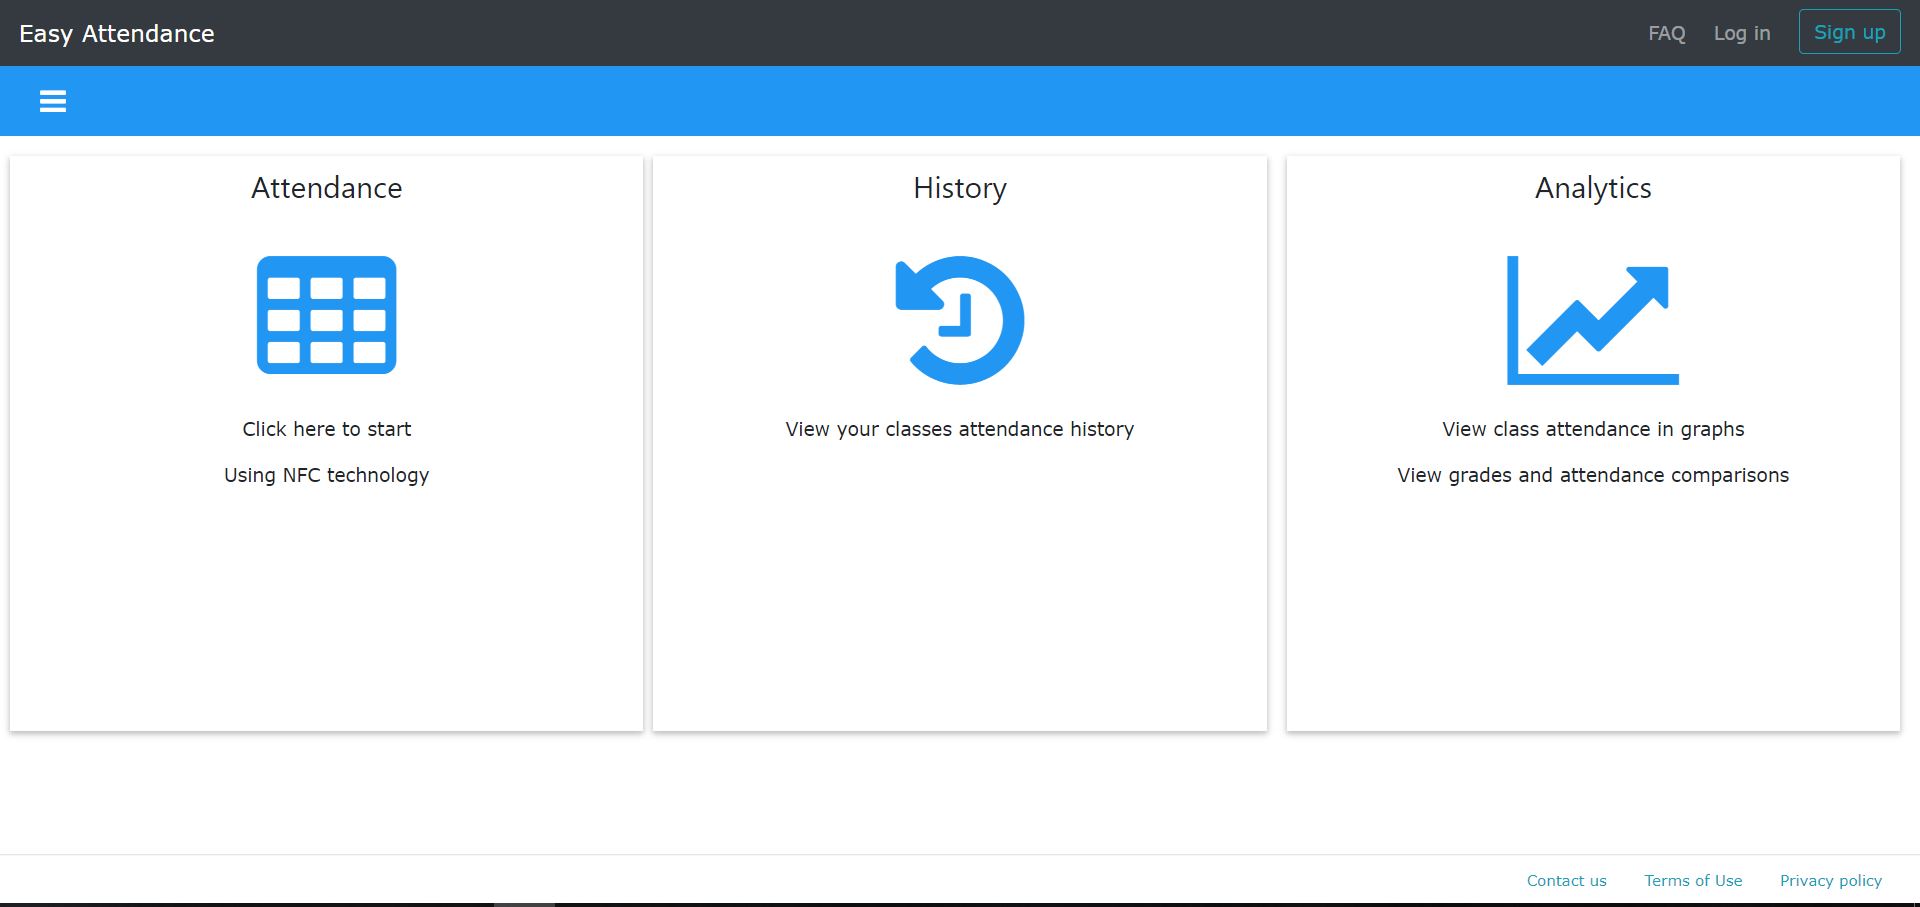 Easy Attendance
FAQ
Log in
Sign up
Attendance
Click here to start
Using NFC technology
History
View your classes attendance history
Analytics
View class attendance in graphs
View grades and attendance comparisons
Contact us
Terms of Use
Privacy policy